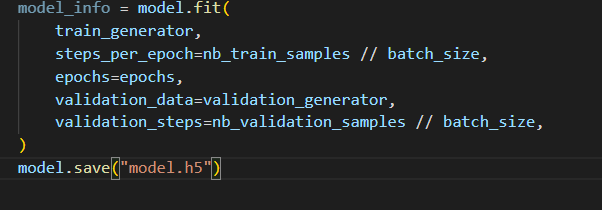 model_info = model.fit(
    train_generator,
    steps_per_epoch=nb_train_samples // batch_size,
    epochs=epochs,
    validation_data=validation_generator,
    validation_steps=nb_validation_samples // batch_size,
)
model.save("model.h5")